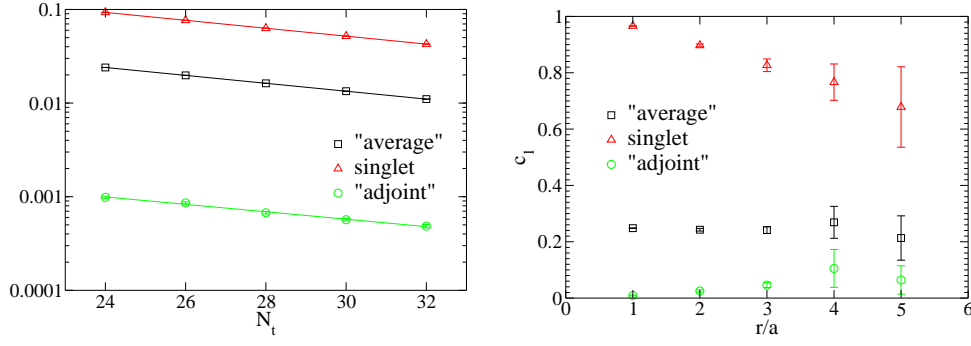 0.1
0.01
0.001
0.0001
"average"
singlet
"adjoint"
24 26 28 30 32
N_t
1
0.8
0.6
0.4
0.2
0
c_1
"average"
singlet
"adjoint"
0 1 2 3 4 5 6
r/a